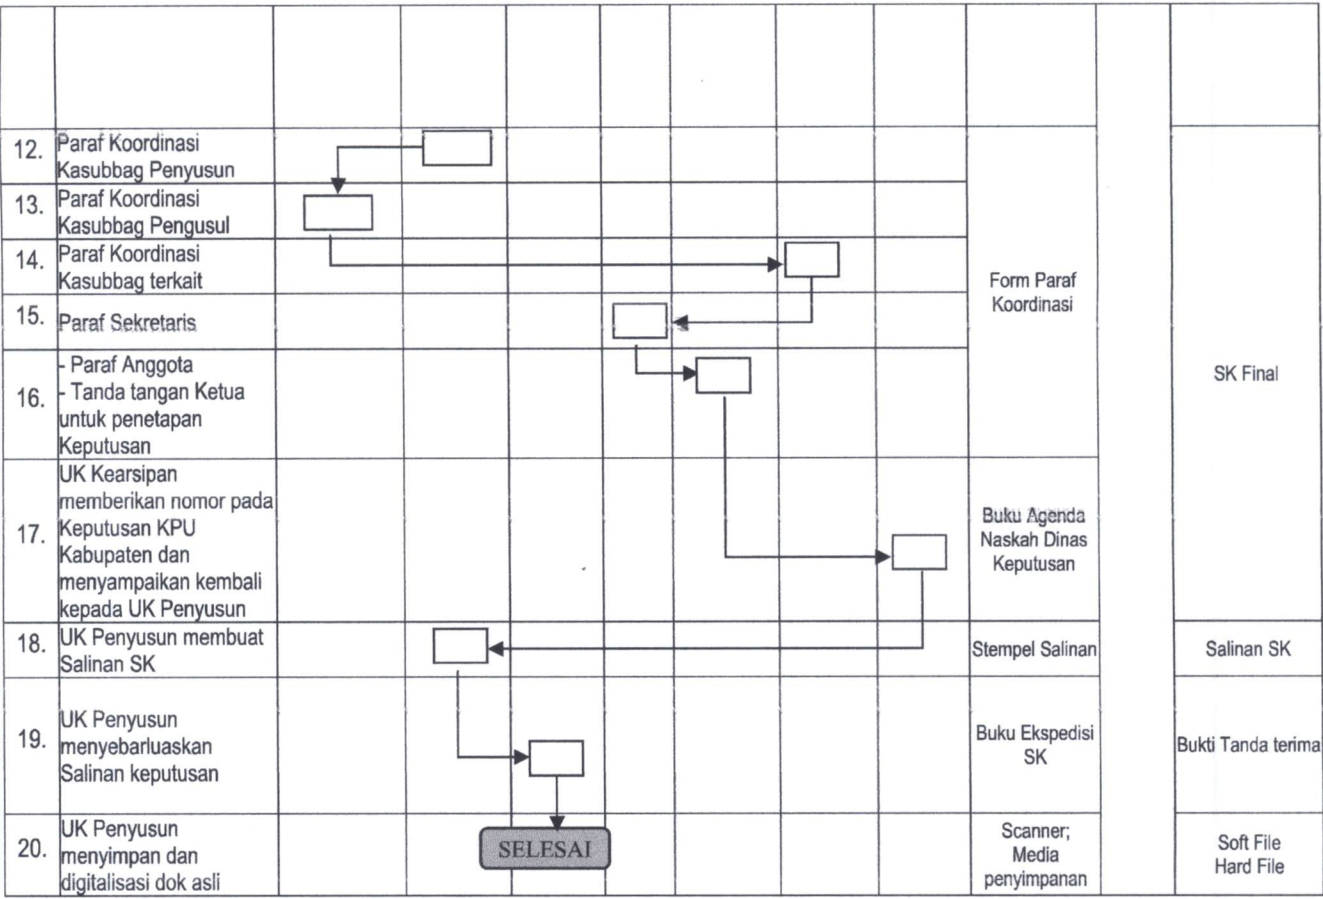 12.
Paraf Koordinasi
Kasubbag Penyusun
13.
Paraf Koordinasi
Kasubbag Pengusul
14.
Paraf Koordinasi
Kasubbag terkait
15.
Paraf Sekretaris
Form Paraf
Koordinasi
16.
- Paraf Anggota
- Tanda tangan Ketua
untuk penetapan
Keputusan
SK Final
17.
UK Kearsipan
memberikan nomor pada
Keputusan KPU
Kabupaten dan
menyampaikan kembali
kepada UK Penyusun
Buku Agenda
Naskah Dinas
Keputusan
18.
UK Penyusun membuat
Salinan SK
Stempel Salinan
Salinan SK
19.
UK Penyusun
menyebarluaskan
Salinan keputusan
Buku Ekspedisi
SK
Bukti Tanda terima
20.
UK Penyusun
menyimpan dan
digitalisasi dok asli
SELESAI
Scanner;
Media
penyimpanan
Soft File
Hard File